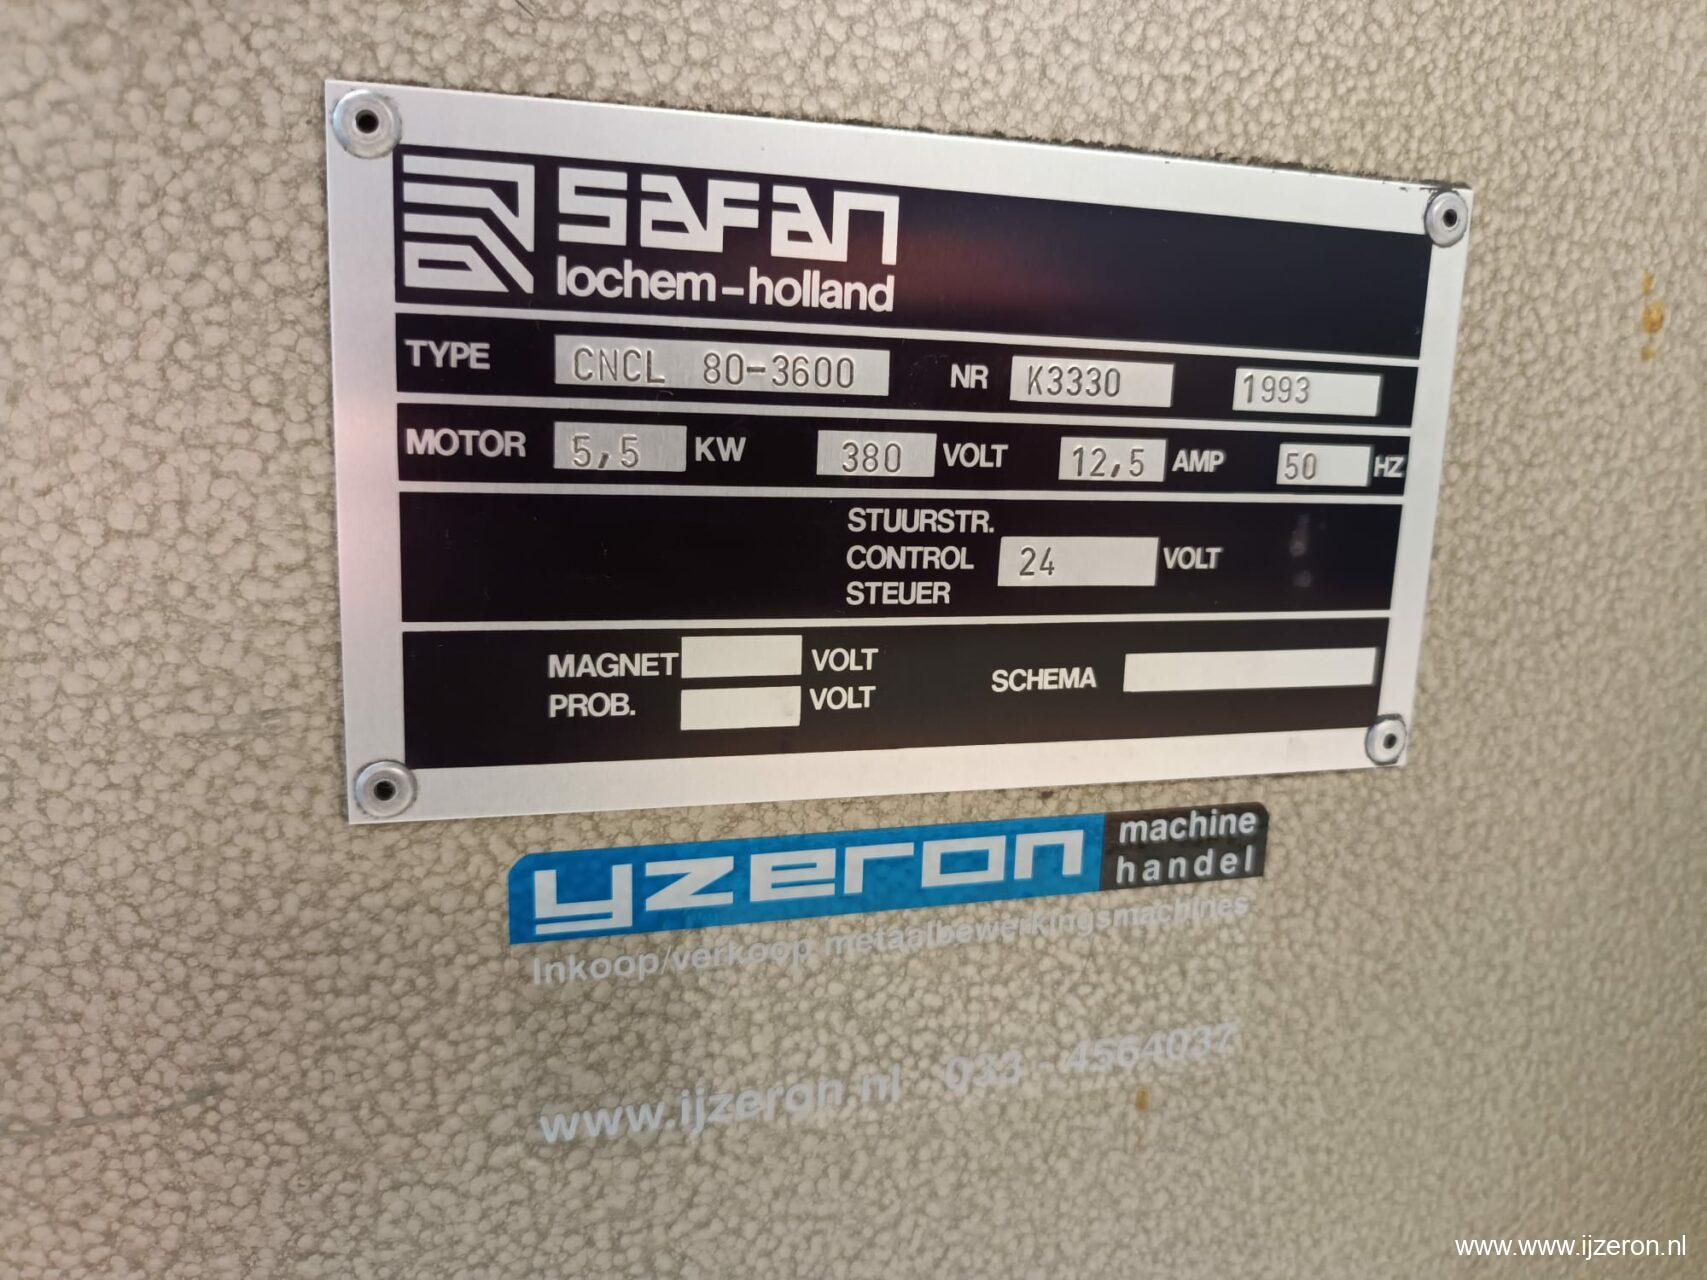 SAFAN
lochem-holland
TYPE CNCL 80-3600 NR K3330 1993
MOTOR 5,5 KW 380 VOLT 12,5 AMP 50 HZ
STUURSTR.
CONTROL 24 VOLT
STEUER
MAGNET VOLT
PROB. VOLT
SCHEMA
yzeron machine handel
Inkoop/verkoop metaalbewerkingsmachines
www.ijzeron.nl 033-4564037
www.www.ijzeron.nl